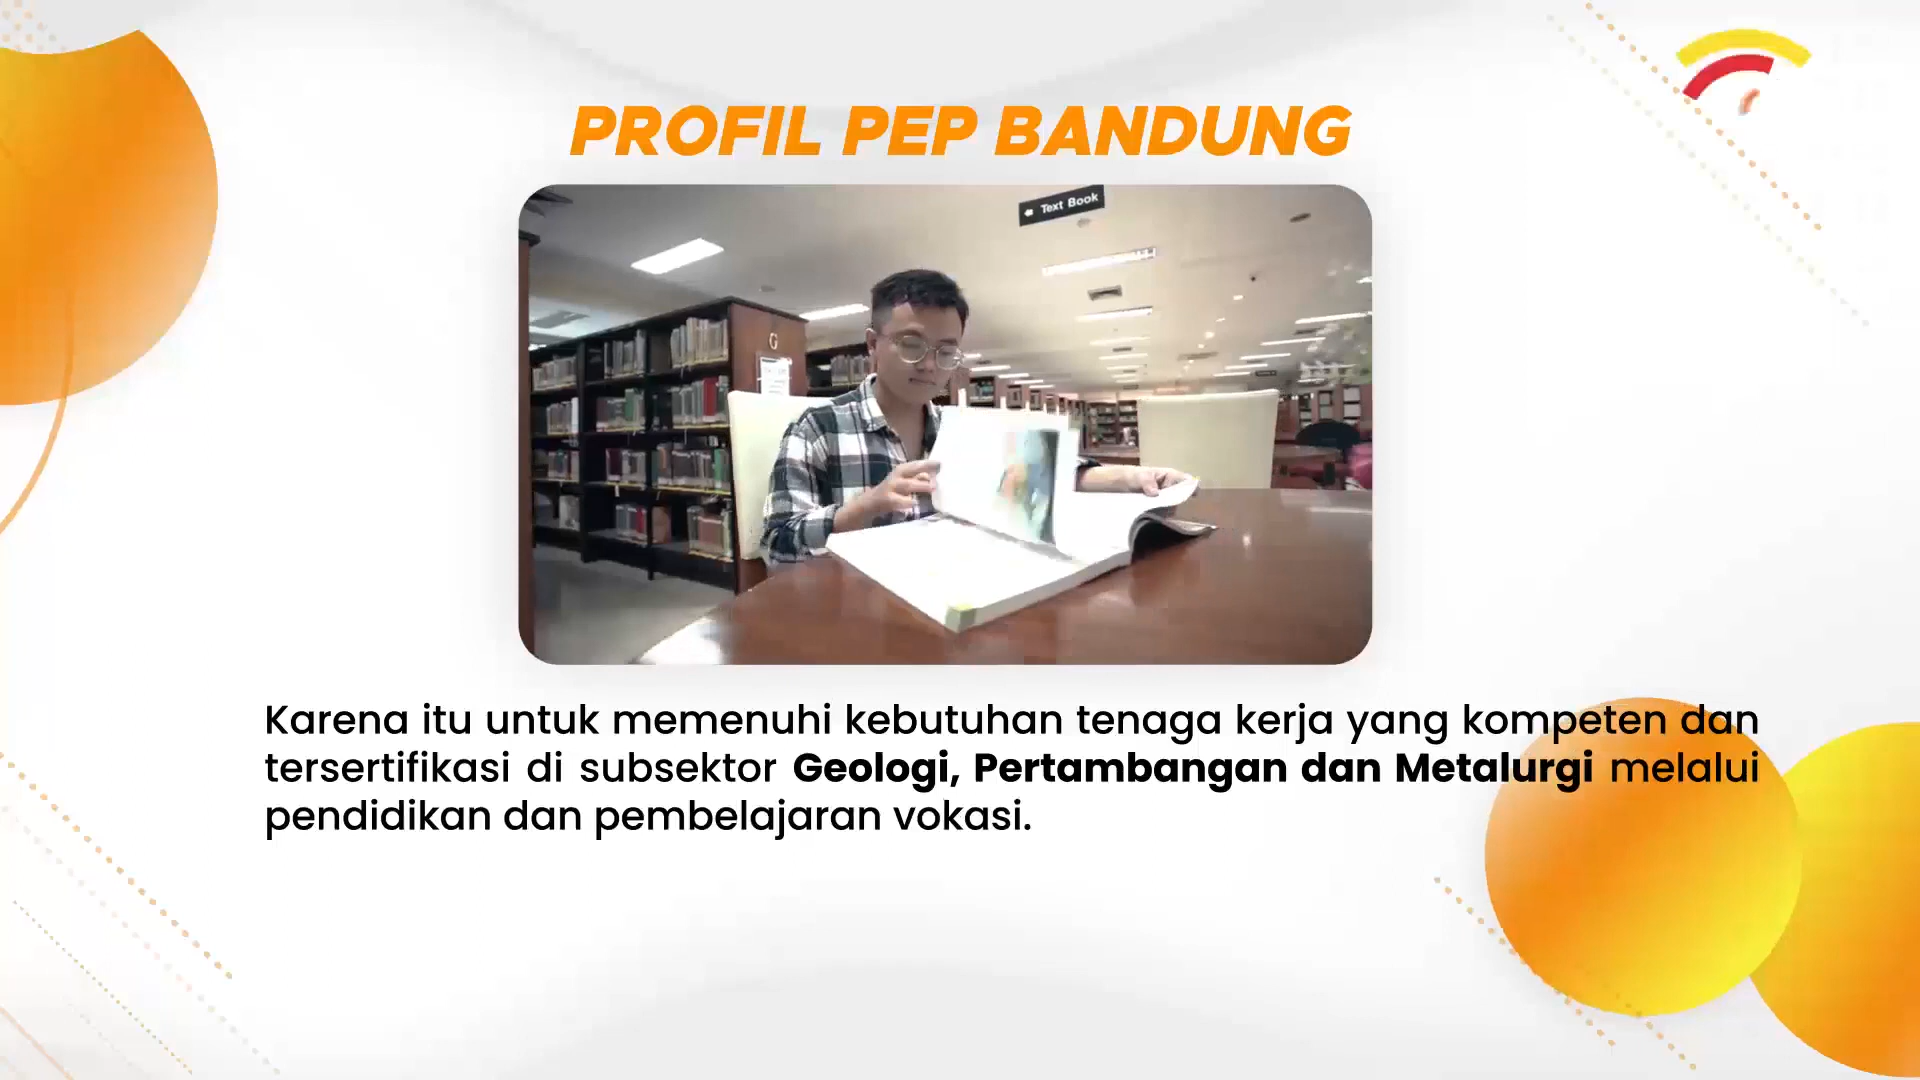 PROFIL PEP BANDUNG
Text Book
G
Karena itu untuk memenuhi kebutuhan tenaga kerja yang kompeten dan
tersertifikasi di subsektor Geologi, Pertambangan dan Metalurgi melalui
pendidikan dan pembelajaran vokasi.